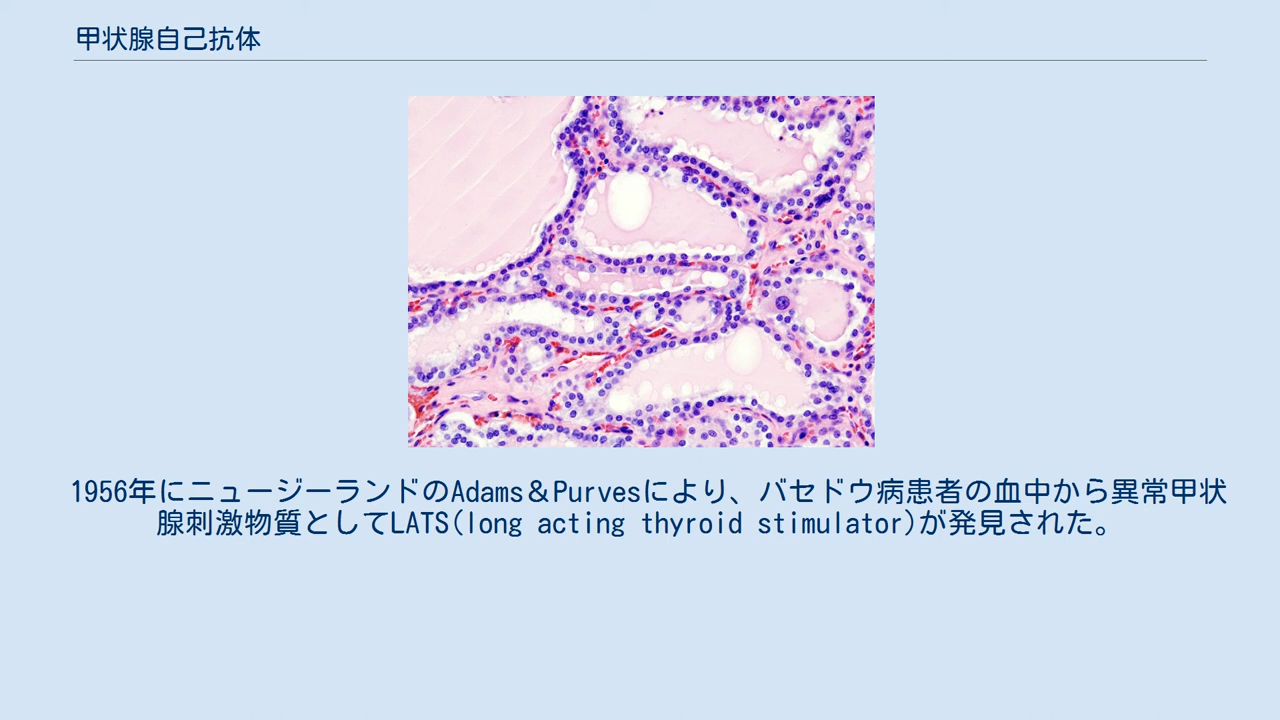 甲状腺自己抗体
1956年にニュージーランドのAdams＆Purvesにより、バセドウ病患者の血中から異常甲状
腺刺激物質としてLATS(long acting thyroid stimulator)が発見された。